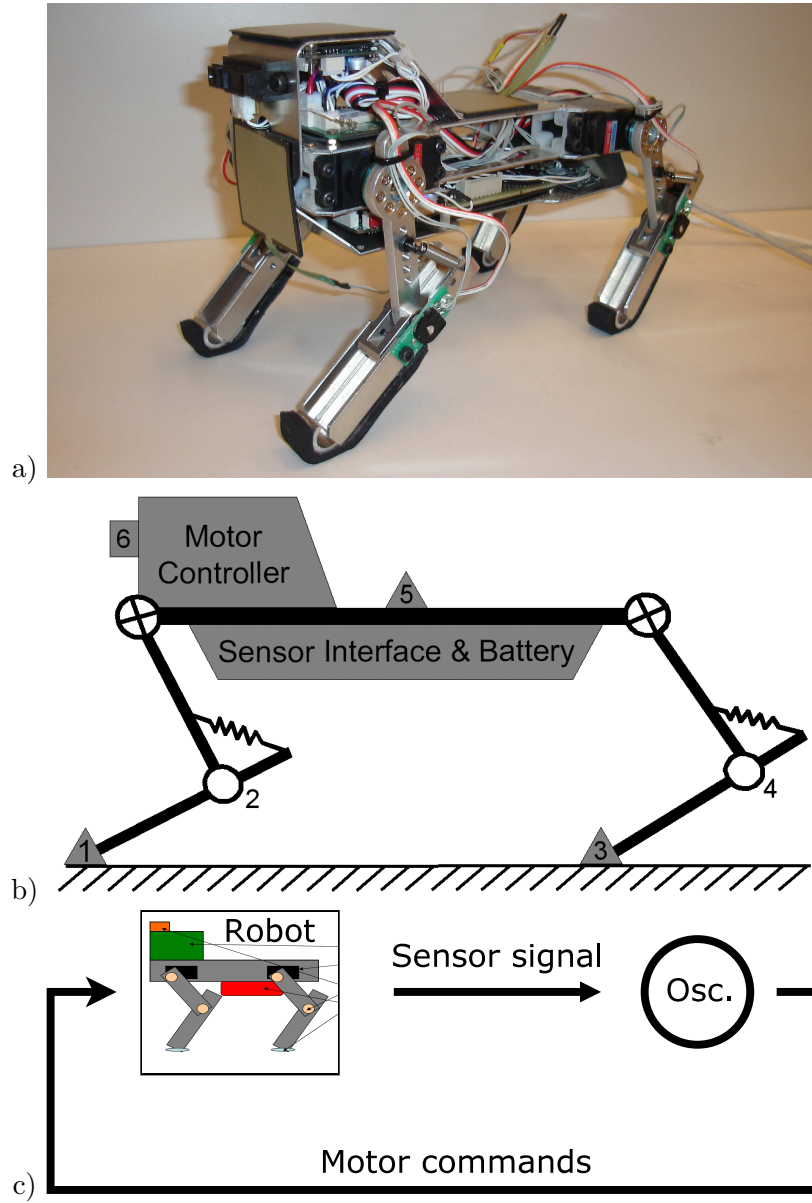 a)
6
Motor
Controller
5
Sensor Interface & Battery
2
4
1
3
b)
Robot
Sensor signal
Osc.
Motor commands
c)